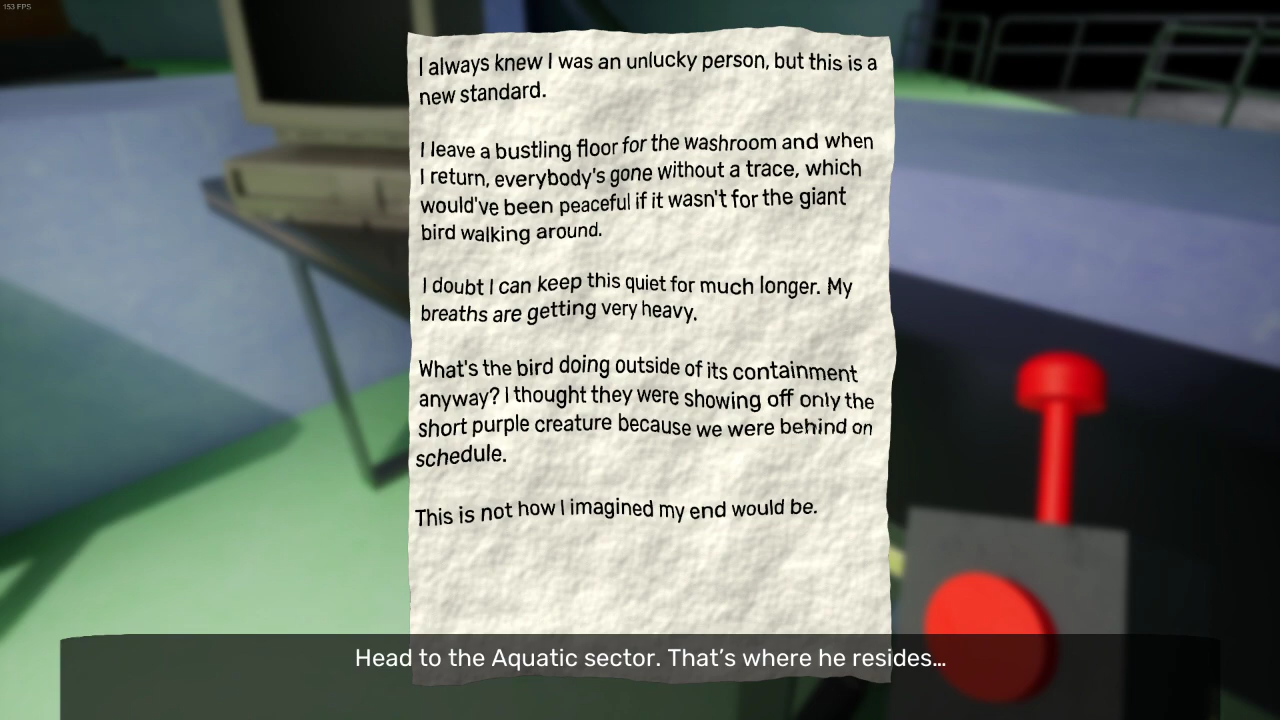 153 FPS
I always knew I was an unlucky person, but this is a
new standard.
I leave a bustling floor for the washroom and when
I return, everybody's gone without a trace, which
would've been peaceful if it wasn't for the giant
bird walking around.
I doubt I can keep this quiet for much longer. My
breaths are getting very heavy.
What's the bird doing outside of its containment
anyway? I thought they were showing off only the
short purple creature because we were behind on
schedule.
This is not how I imagined my end would be.
Head to the Aquatic sector. That’s where he resides…